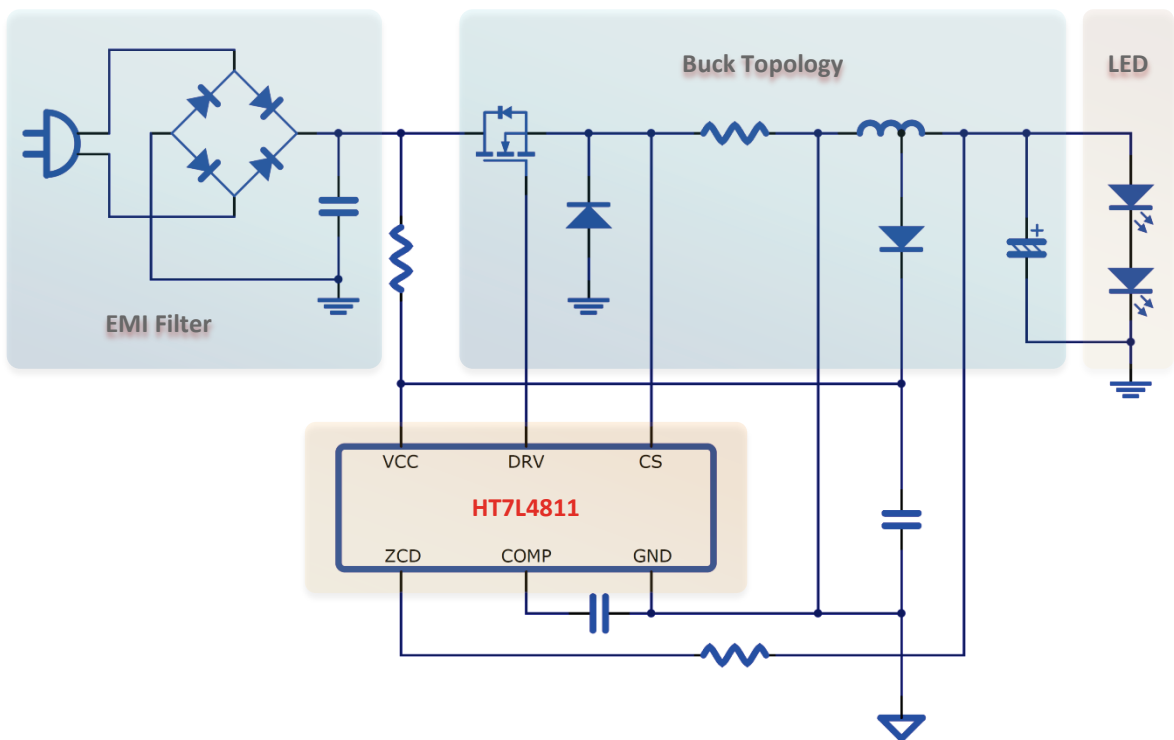 Buck Topology
LED
EMI Filter
+
VCC
DRV
CS
HT7L4811
ZCD
COMP
GND